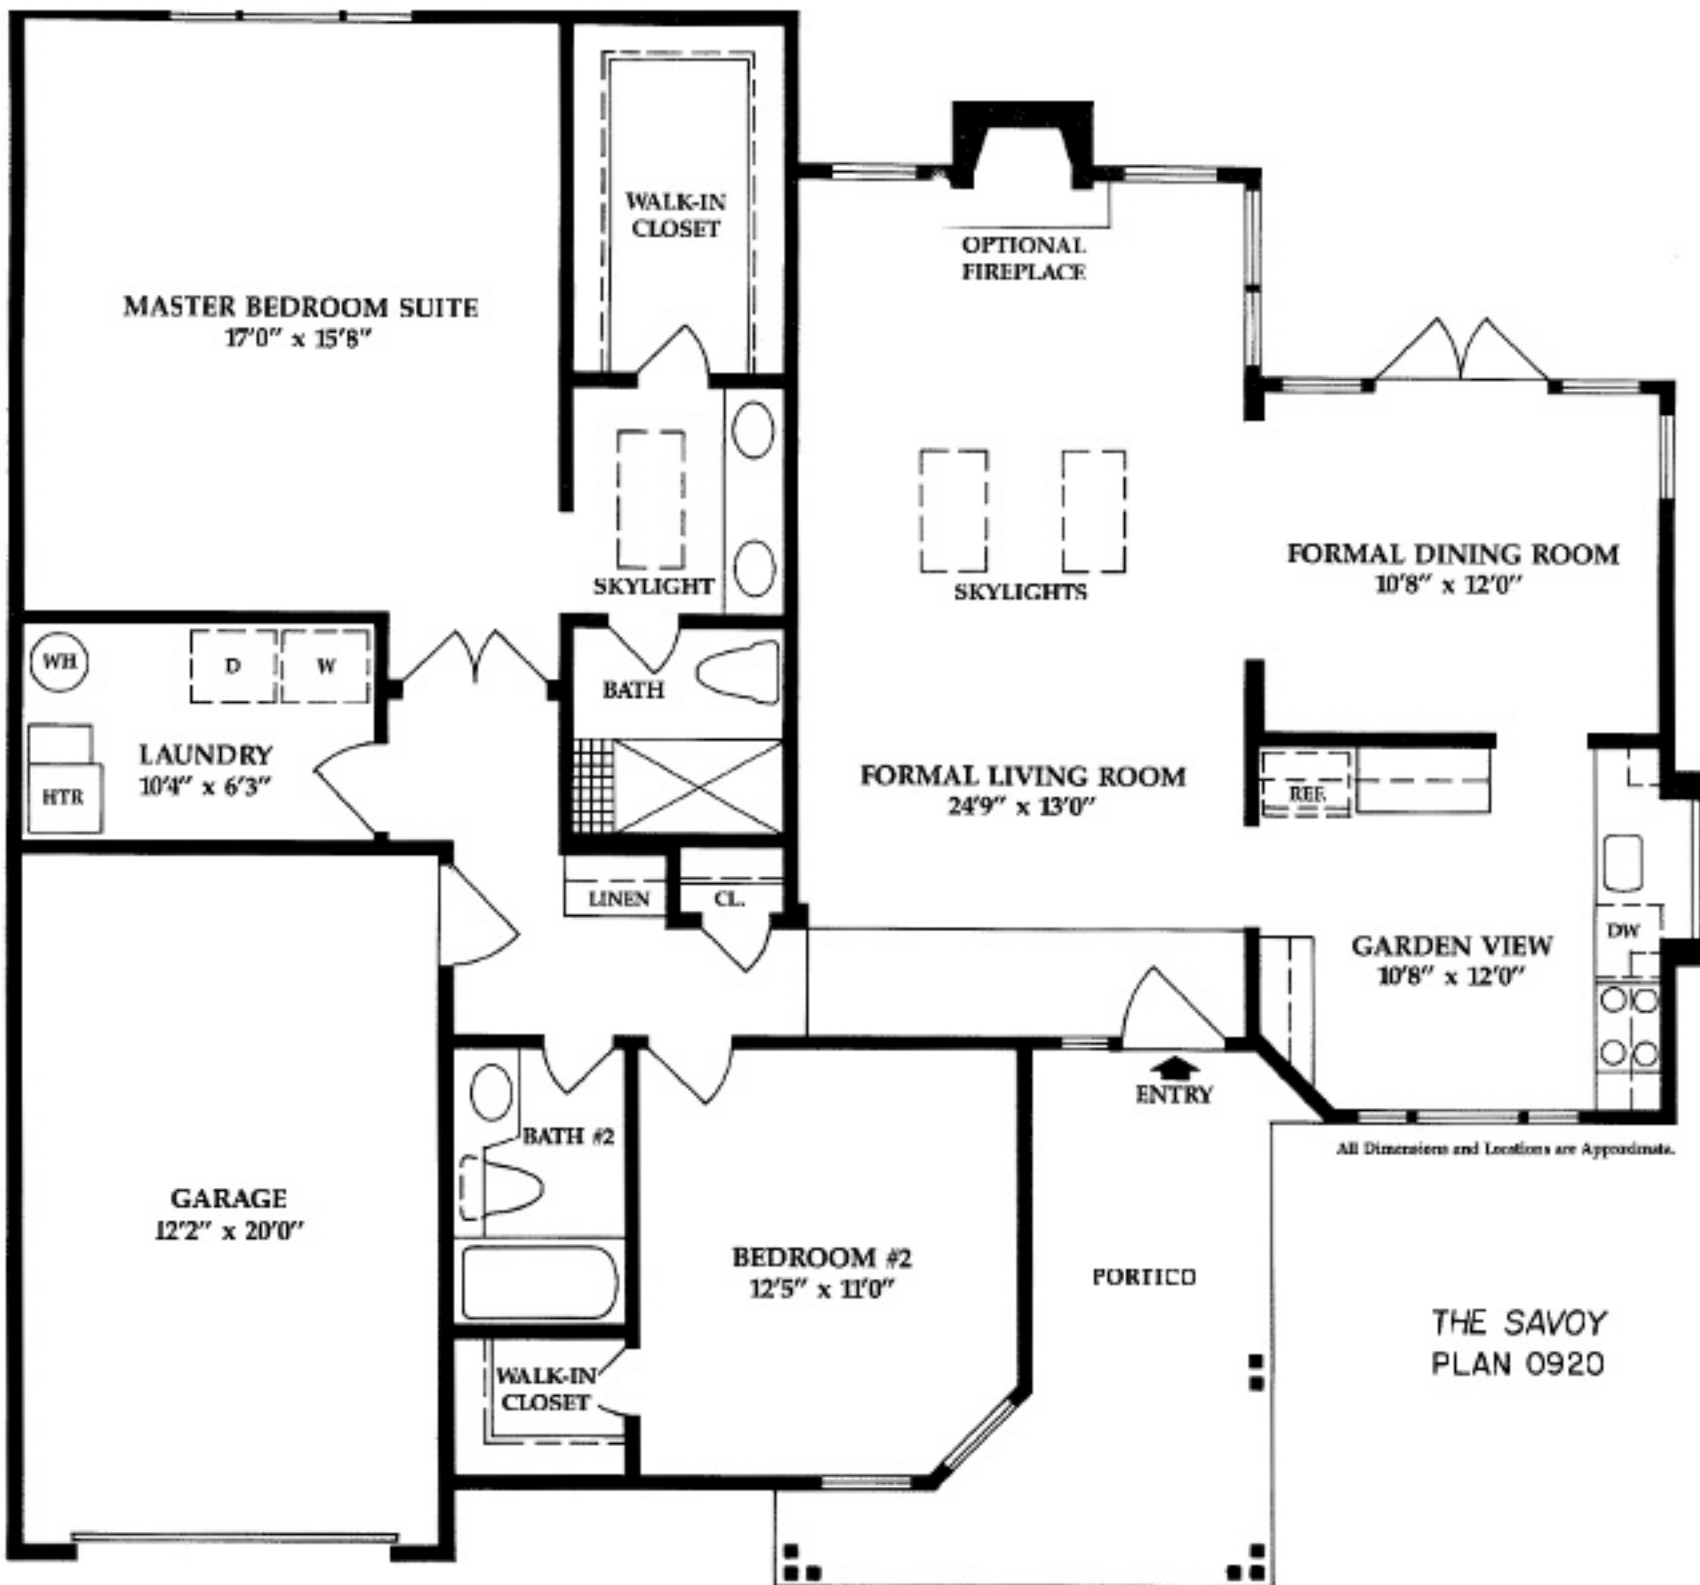 WALK-IN
CLOSET
OPTIONAL
FIREPLACE
MASTER BEDROOM SUITE
17'0" x 15'8"
SKYLIGHT
SKYLIGHTS
FORMAL DINING ROOM
10'8" x 12'0"
WH
D
W
BATH
LAUNDRY
10'4" x 6'3"
HTR
FORMAL LIVING ROOM
24'9" x 13'0"
REF.
LINEN
CL.
GARDEN VIEW
10'8" x 12'0"
DW
ENTRY
BATH #2
All Dimensions and Locations are Approximate.
GARAGE
12'2" x 20'0"
BEDROOM #2
12'5" x 11'0"
PORTICO
THE SAVOY
PLAN 0920
WALK-IN
CLOSET